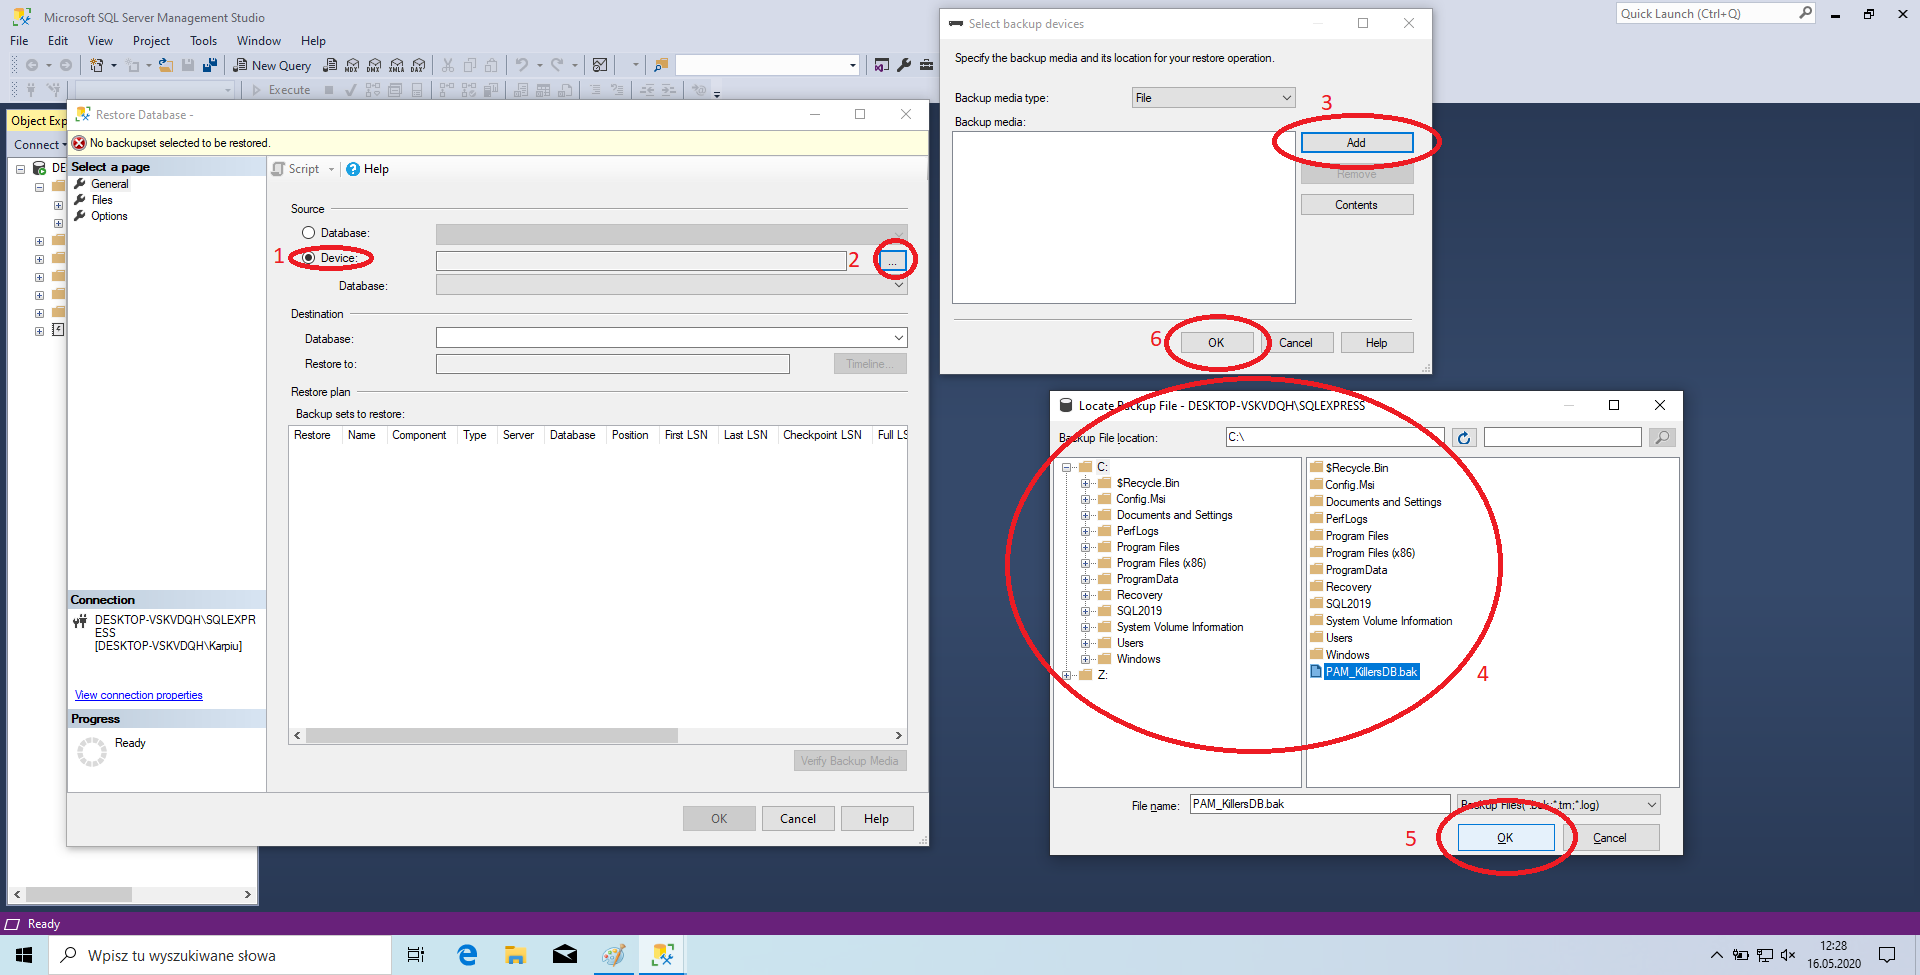 Microsoft SQL Server Management Studio
Quick Launch (Ctrl+Q)
File Edit View Project Tools Window Help
New Query
MDX DMX XMLA DAX
Execute
Object Exp
Connect
DE
Restore Database -
No backupset selected to be restored.
Select a page
General
Files
Options
Script
Help
Source
Database:
1
Device:
2
...
Database:
Destination
Database:
Restore to:
Timeline...
Restore plan
Backup sets to restore:
Restore Name Component Type Server Database Position First LSN Last LSN Checkpoint LSN Full LS
Connection
DESKTOP-VSKVDQH\SQLEXPR
ESS
[DESKTOP-VSKVDQH\Karpiu]
View connection properties
Progress
Ready
Verify Backup Media
OK Cancel Help
Select backup devices
Specify the backup media and its location for your restore operation.
Backup media type:
File
3
Backup media:
Add
Remove
Contents
6
OK Cancel Help
Locate Backup File - DESKTOP-VSKVDQH\SQLEXPRESS
Backup File location:
C:\
C:
$Recycle.Bin
Config.Msi
Documents and Settings
PerfLogs
Program Files
Program Files (x86)
ProgramData
Recovery
SQL2019
System Volume Information
Users
Windows
Z:
$Recycle.Bin
Config.Msi
Documents and Settings
PerfLogs
Program Files
Program Files (x86)
ProgramData
Recovery
SQL2019
System Volume Information
Users
Windows
PAM_KillersDB.bak
4
File name:
PAM_KillersDB.bak
Backup Files(*.bak;*.trn;*.log)
5
OK Cancel
Ready
Wpisz tu wyszukiwane słowa
12:28
16.05.2020